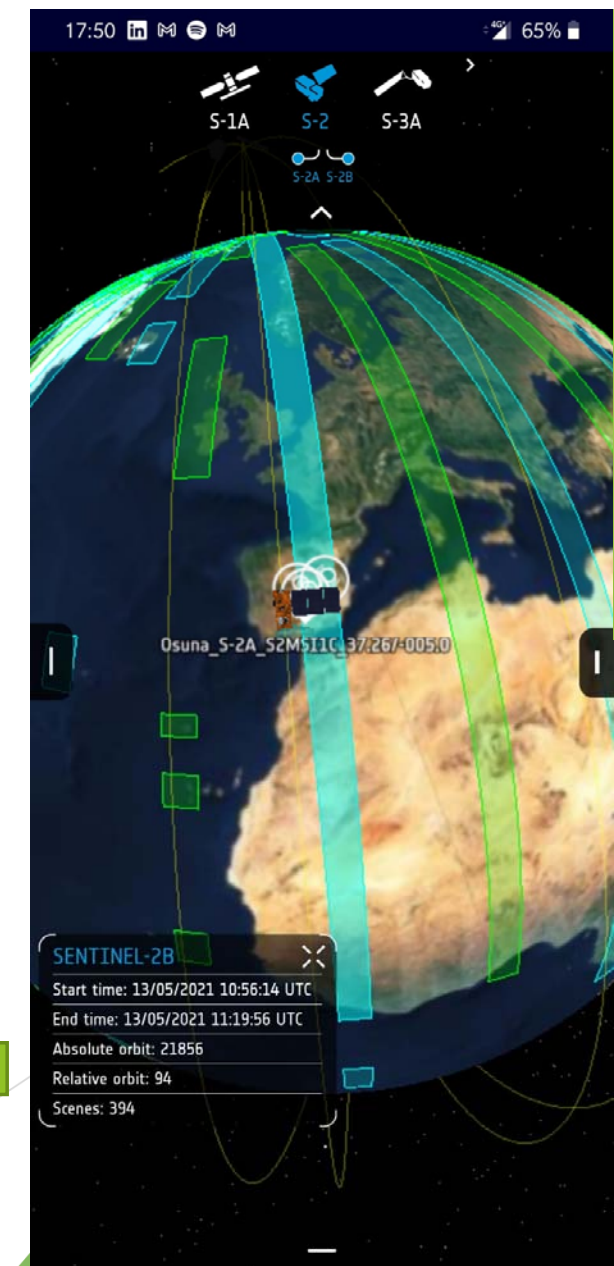 17:50 4G+ 65%
S-1A S-2 S-3A
S-2A S-2B
Osuna_S-2A_S2MSI1C_37.267-005.0
SENTINEL-2B
Start time: 13/05/2021 10:56:14 UTC
End time: 13/05/2021 11:19:56 UTC
Absolute orbit: 21856
Relative orbit: 94
Scenes: 394